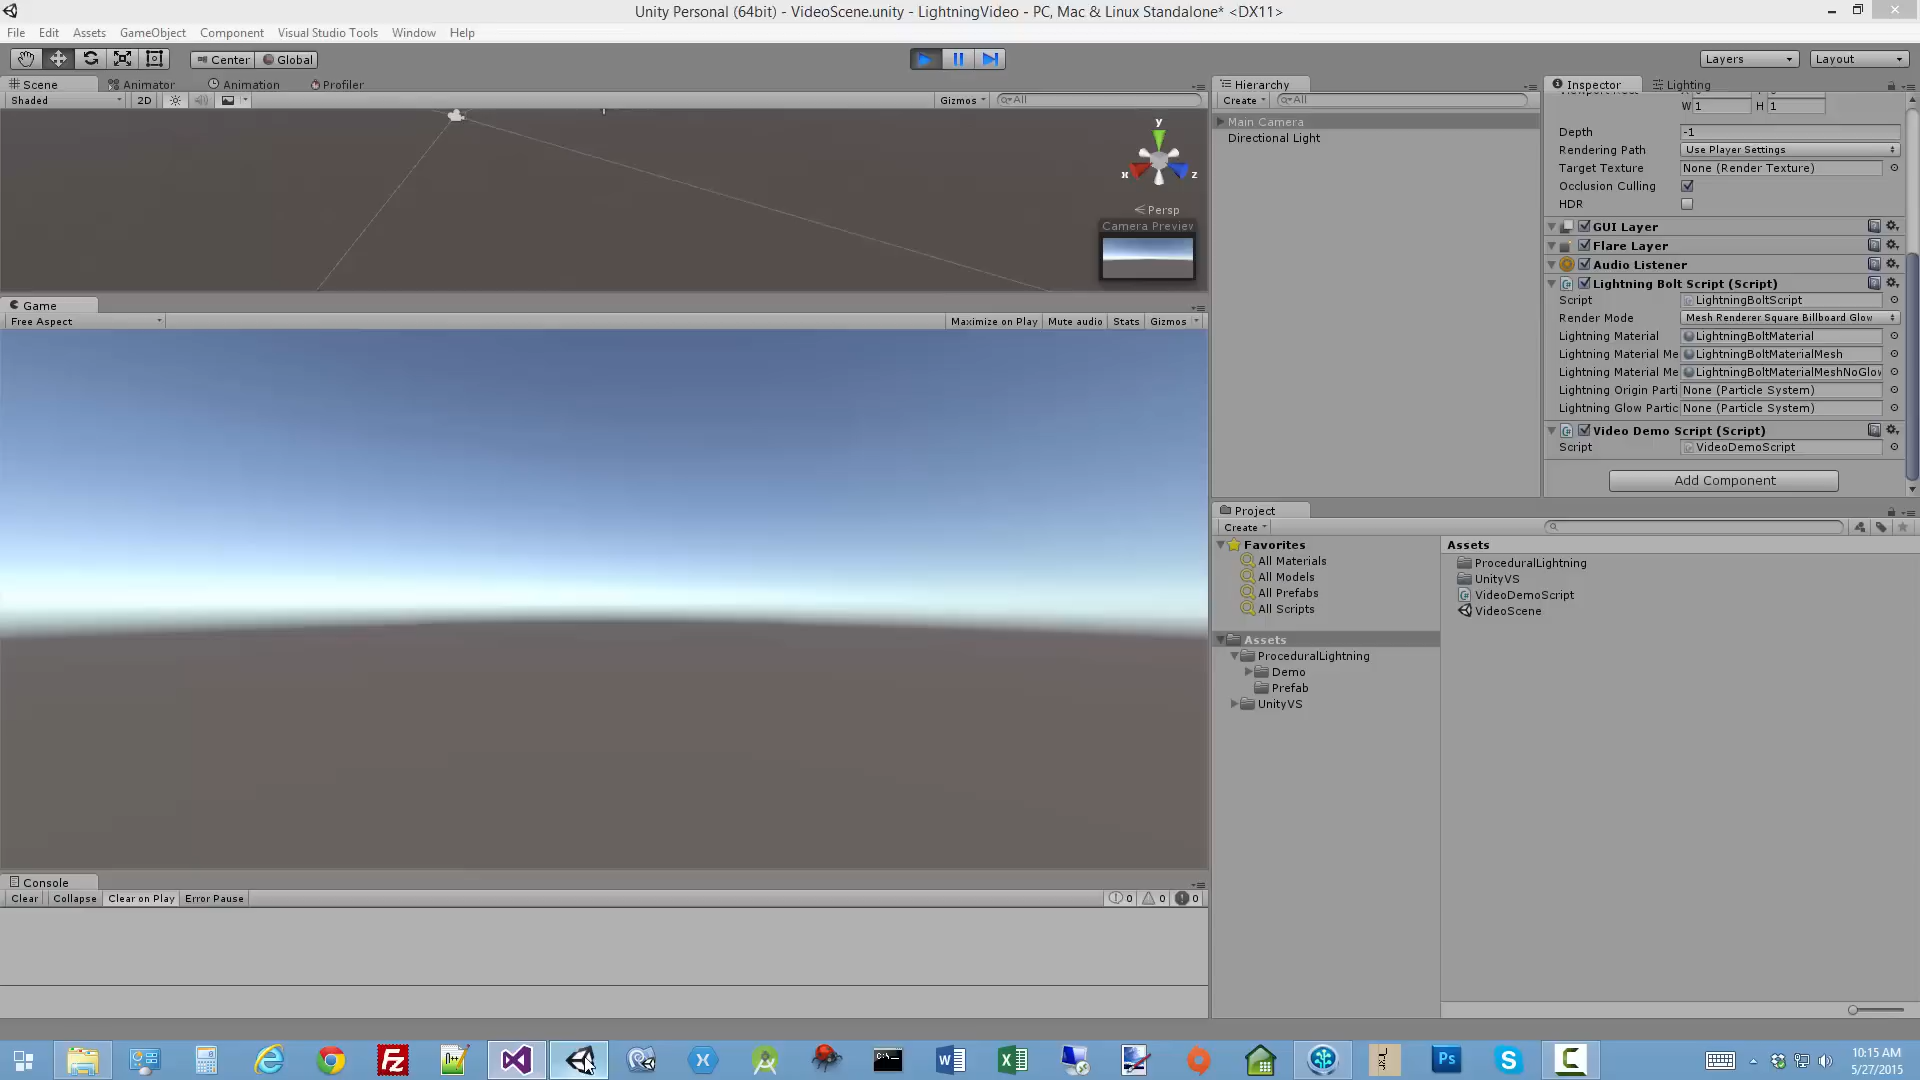 Unity Personal (64bit) - VideoScene.unity - LightningVideo - PC, Mac & Linux Standalone* <DX11>
File Edit Assets GameObject Component Visual Studio Tools Window Help
Center Global Layers Layout
Scene Animator Animation Profiler
Shaded 2D Gizmos All
y
x z
Persp
Camera Preview
Game
Free Aspect Maximize on Play Mute audio Stats Gizmos
Console
Clear Collapse Clear on Play Error Pause 0 0 0
Hierarchy
Create All
Main Camera
Directional Light
Inspector Lighting
W 1 H 1
Depth -1
Rendering Path Use Player Settings
Target Texture None (Render Texture)
Occlusion Culling
HDR
GUI Layer
Flare Layer
Audio Listener
Lightning Bolt Script (Script)
Script LightningBoltScript
Render Mode Mesh Renderer Square Billboard Glow
Lightning Material LightningBoltMaterial
Lightning Material Me LightningBoltMaterialMesh
Lightning Material Me LightningBoltMaterialMeshNoGlow
Lightning Origin Parti None (Particle System)
Lightning Glow Partic None (Particle System)
Video Demo Script (Script)
Script VideoDemoScript
Add Component
Project
Create
Favorites
All Materials
All Models
All Prefabs
All Scripts
Assets
ProceduralLightning
Demo
Prefab
UnityVS
Assets
ProceduralLightning
UnityVS
VideoDemoScript
VideoScene
10:15 AM
5/27/2015